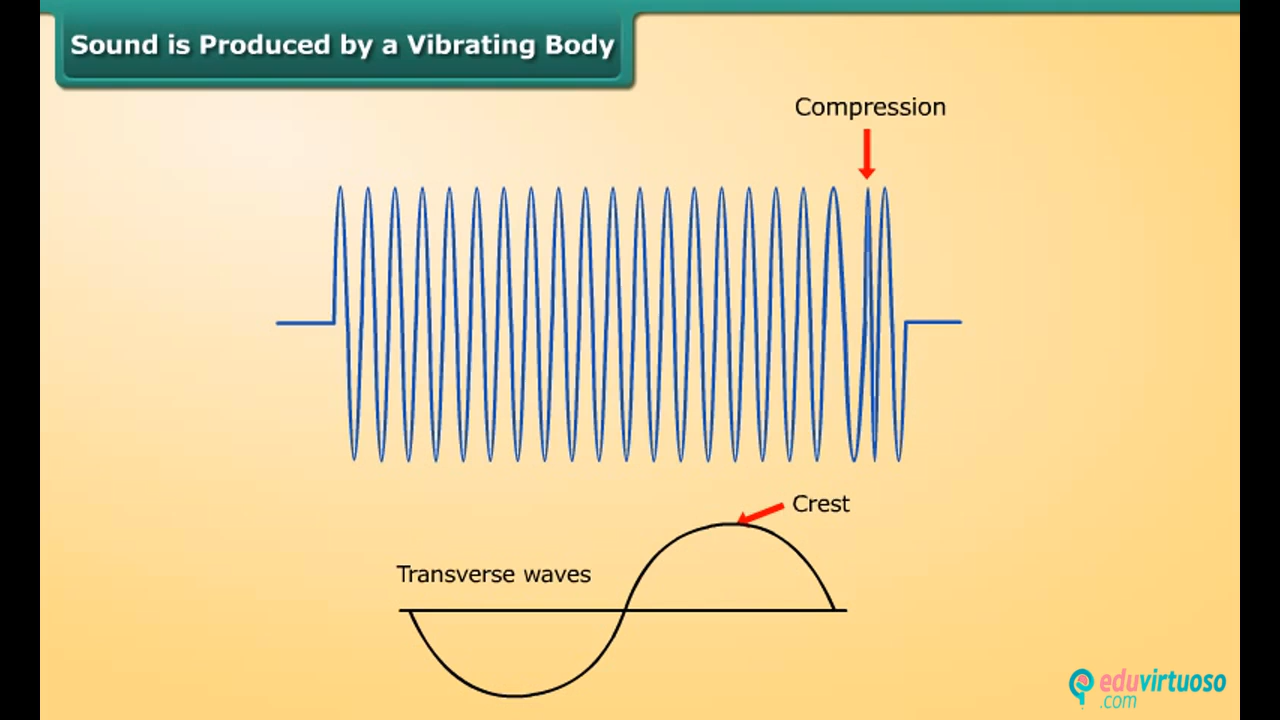 Sound is Produced by a Vibrating Body
Compression
Crest
Transverse waves
eduvirtuoso
.com